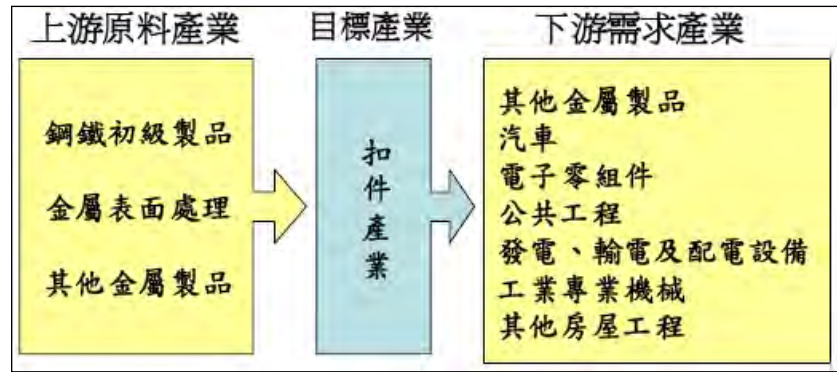 上游原料產業
鋼鐵初級製品
金屬表面處理
其他金屬製品
目標產業
扣件產業
下游需求產業
其他金屬製品
汽車
電子零組件
公共工程
發電、輸電及配電設備
工業專業機械
其他房屋工程